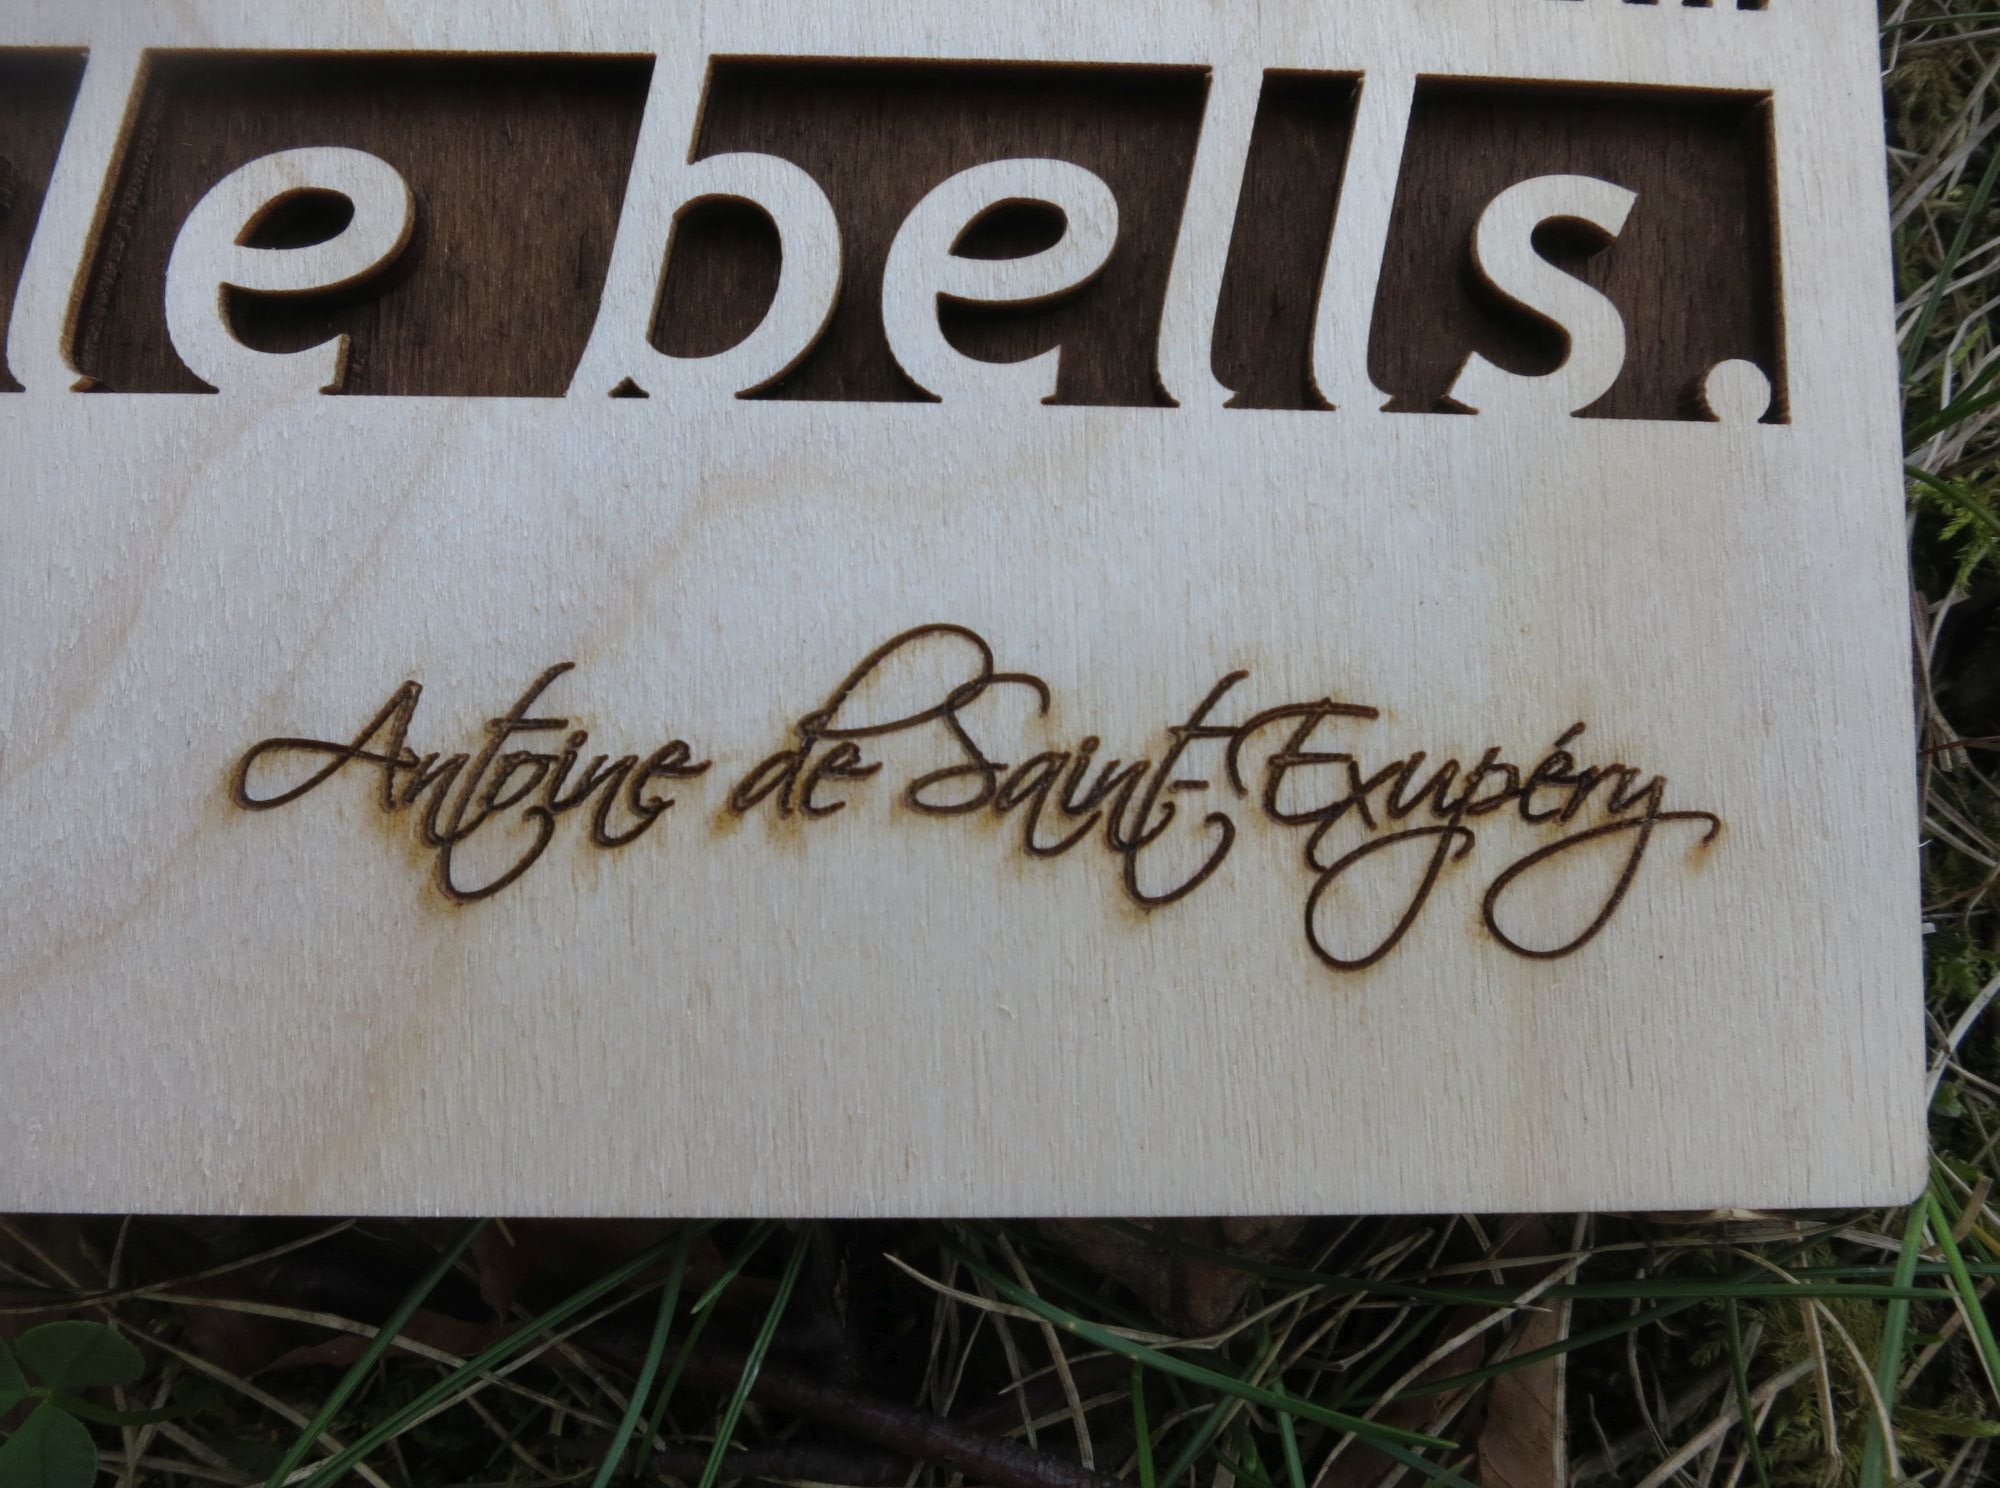 le bells.
Antoine de Saint-Exupéry